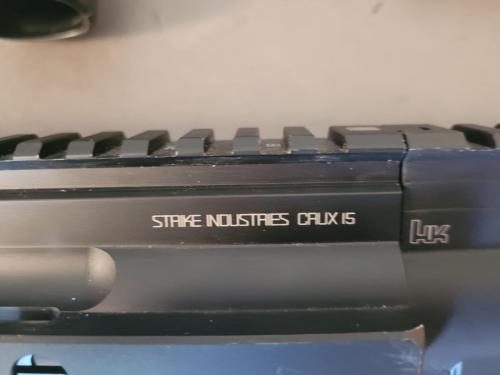 STRIKE INDUSTRIES CRUX 15
HK